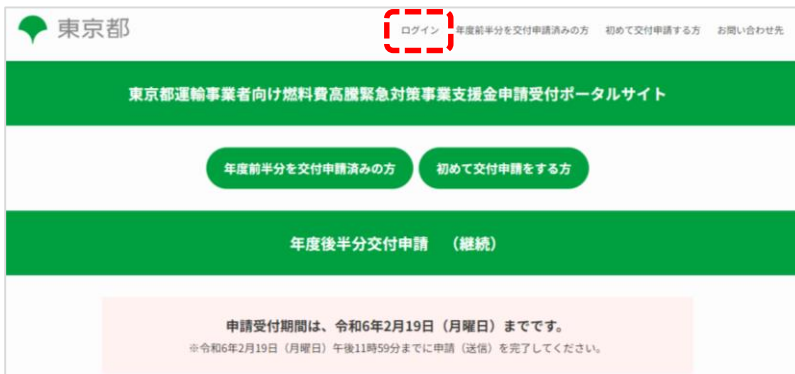 東京都
ログイン 年度前半分を交付申請済みの方 初めて交付申請する方 お問い合わせ先
東京都運輸事業者向け燃料費高騰緊急対策事業支援金申請受付ポータルサイト
年度前半分を交付申請済みの方 初めて交付申請をする方
年度後半分交付申請 （継続）
申請受付期間は、令和6年2月19日（月曜日）までです。
※令和6年2月19日（月曜日）午後11時59分までに申請（送信）を完了してください。